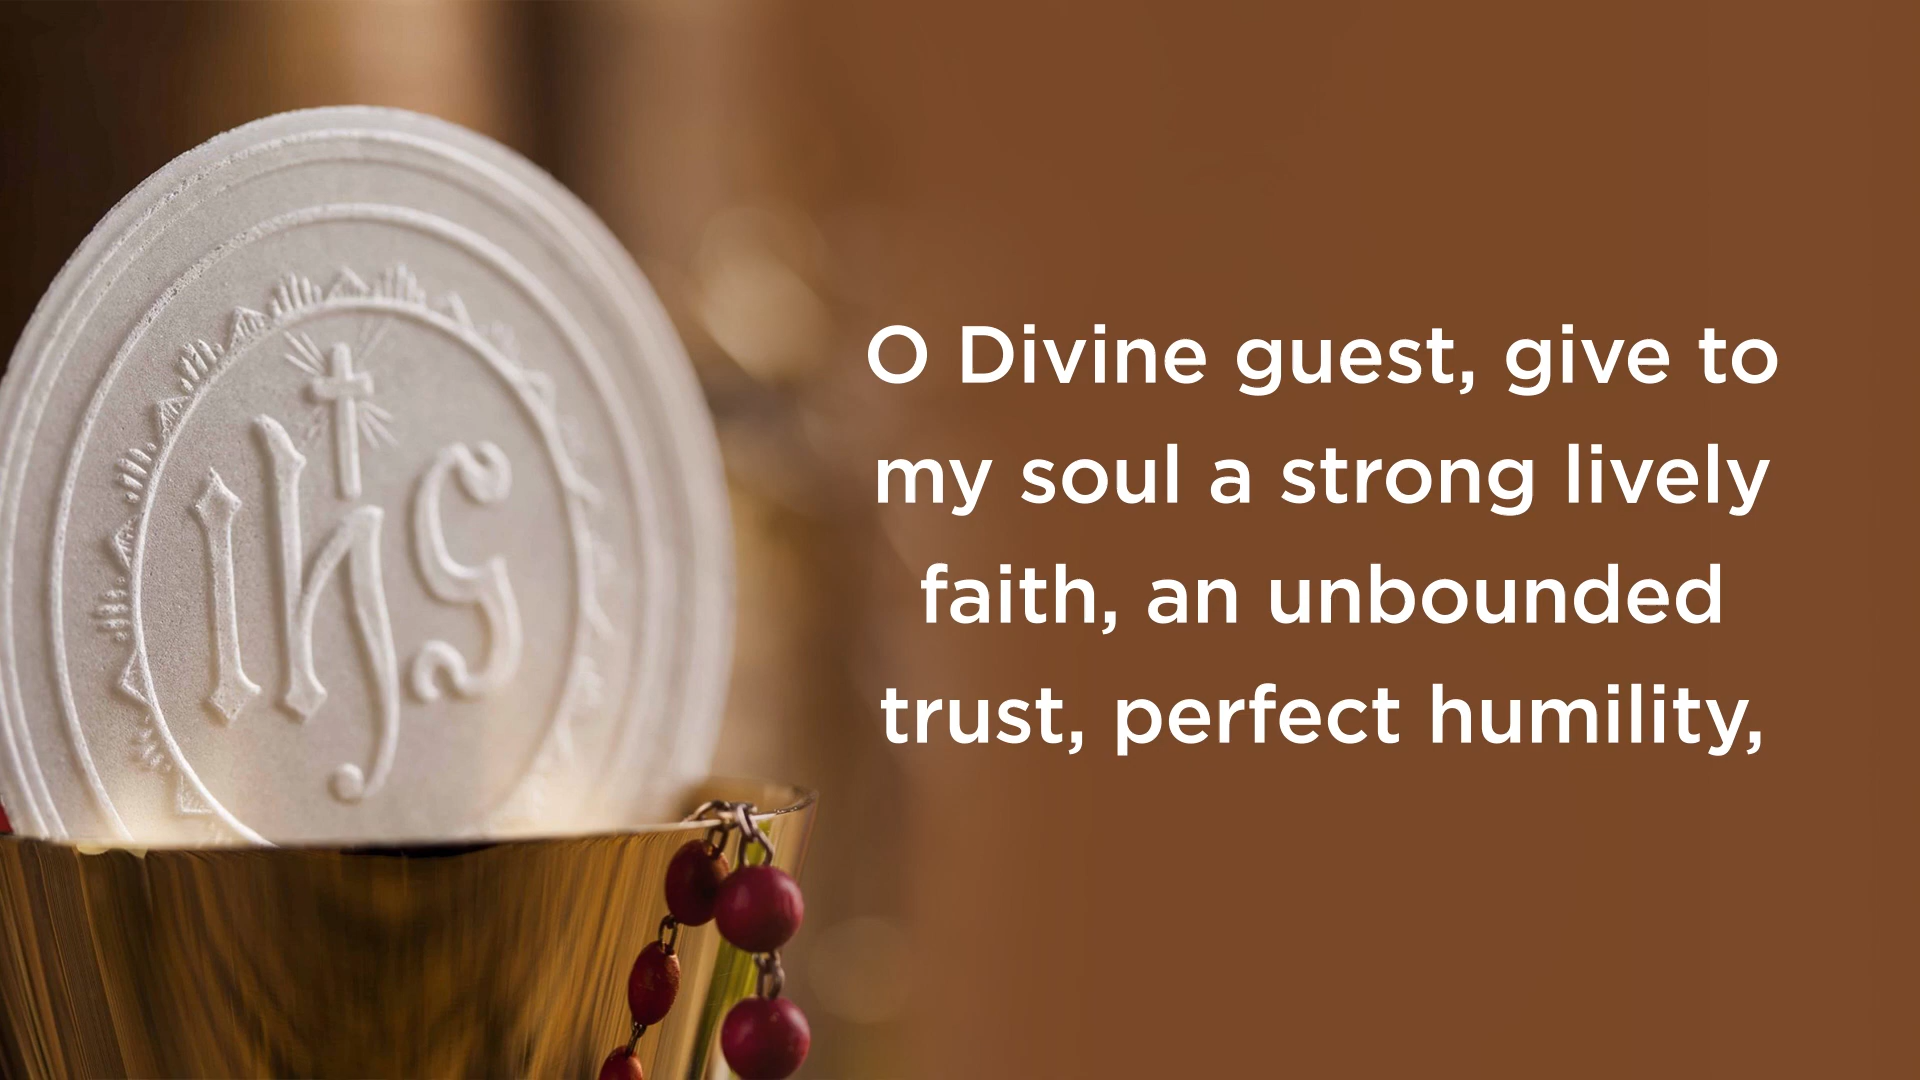 IHS
O Divine guest, give to
my soul a strong lively
faith, an unbounded
trust, perfect humility,